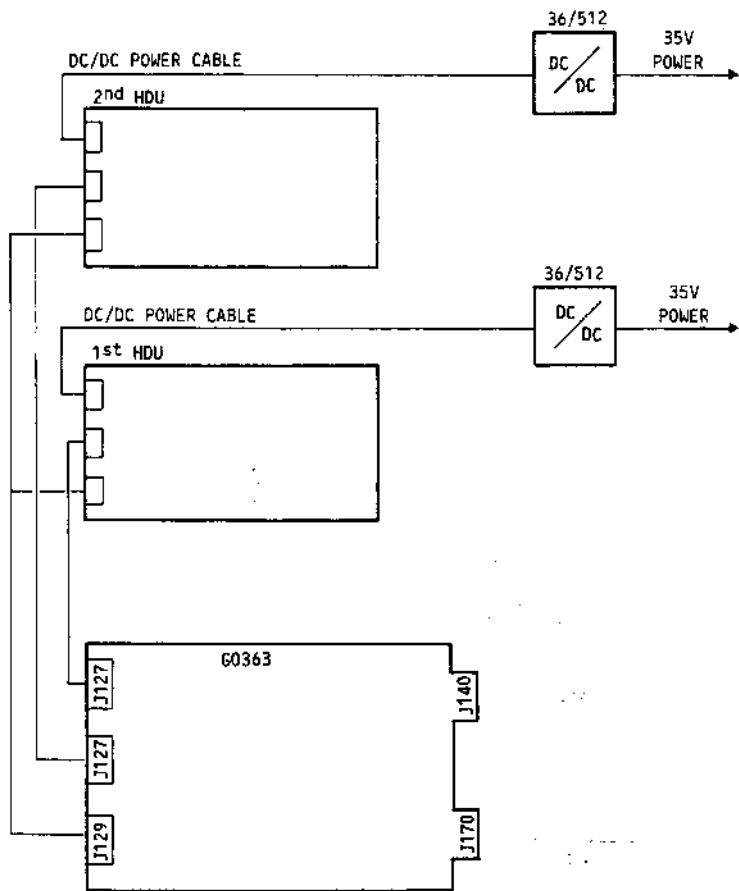 36/512
35V
DC/DC POWER CABLE
DC
DC
POWER
2nd HDU
36/512
35V
DC/DC POWER CABLE
DC
DC
POWER
1st HDU
GO363
J127
J140
J127
J129
J170